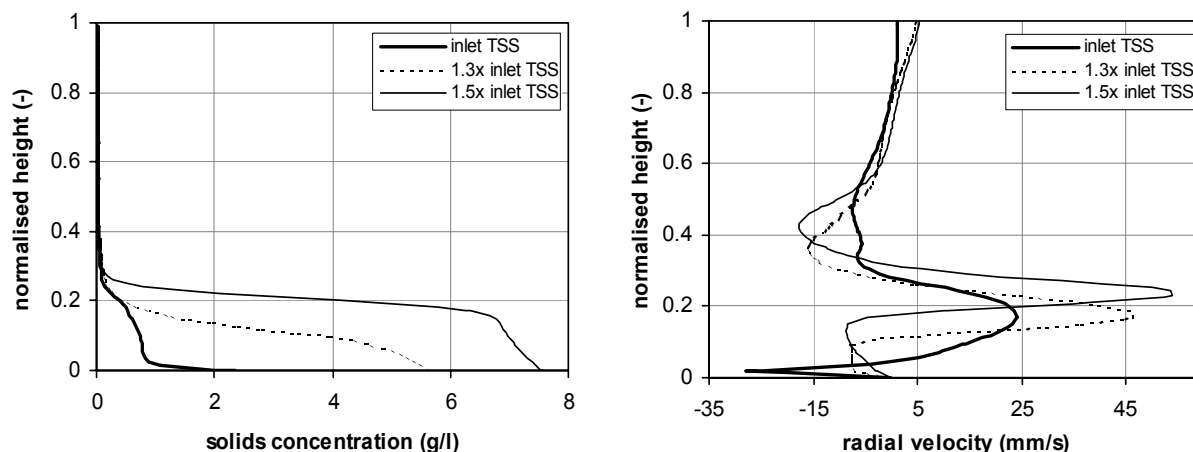 normalised height (-)
1
0.8
0.6
0.4
0.2
0
0
2
4
6
8
solids concentration (g/l)
inlet TSS
1.3x inlet TSS
1.5x inlet TSS
normalised height (-)
1
0.8
0.6
0.4
0.2
0
-35
-15
5
25
45
radial velocity (mm/s)
inlet TSS
1.3x inlet TSS
1.5x inlet TSS